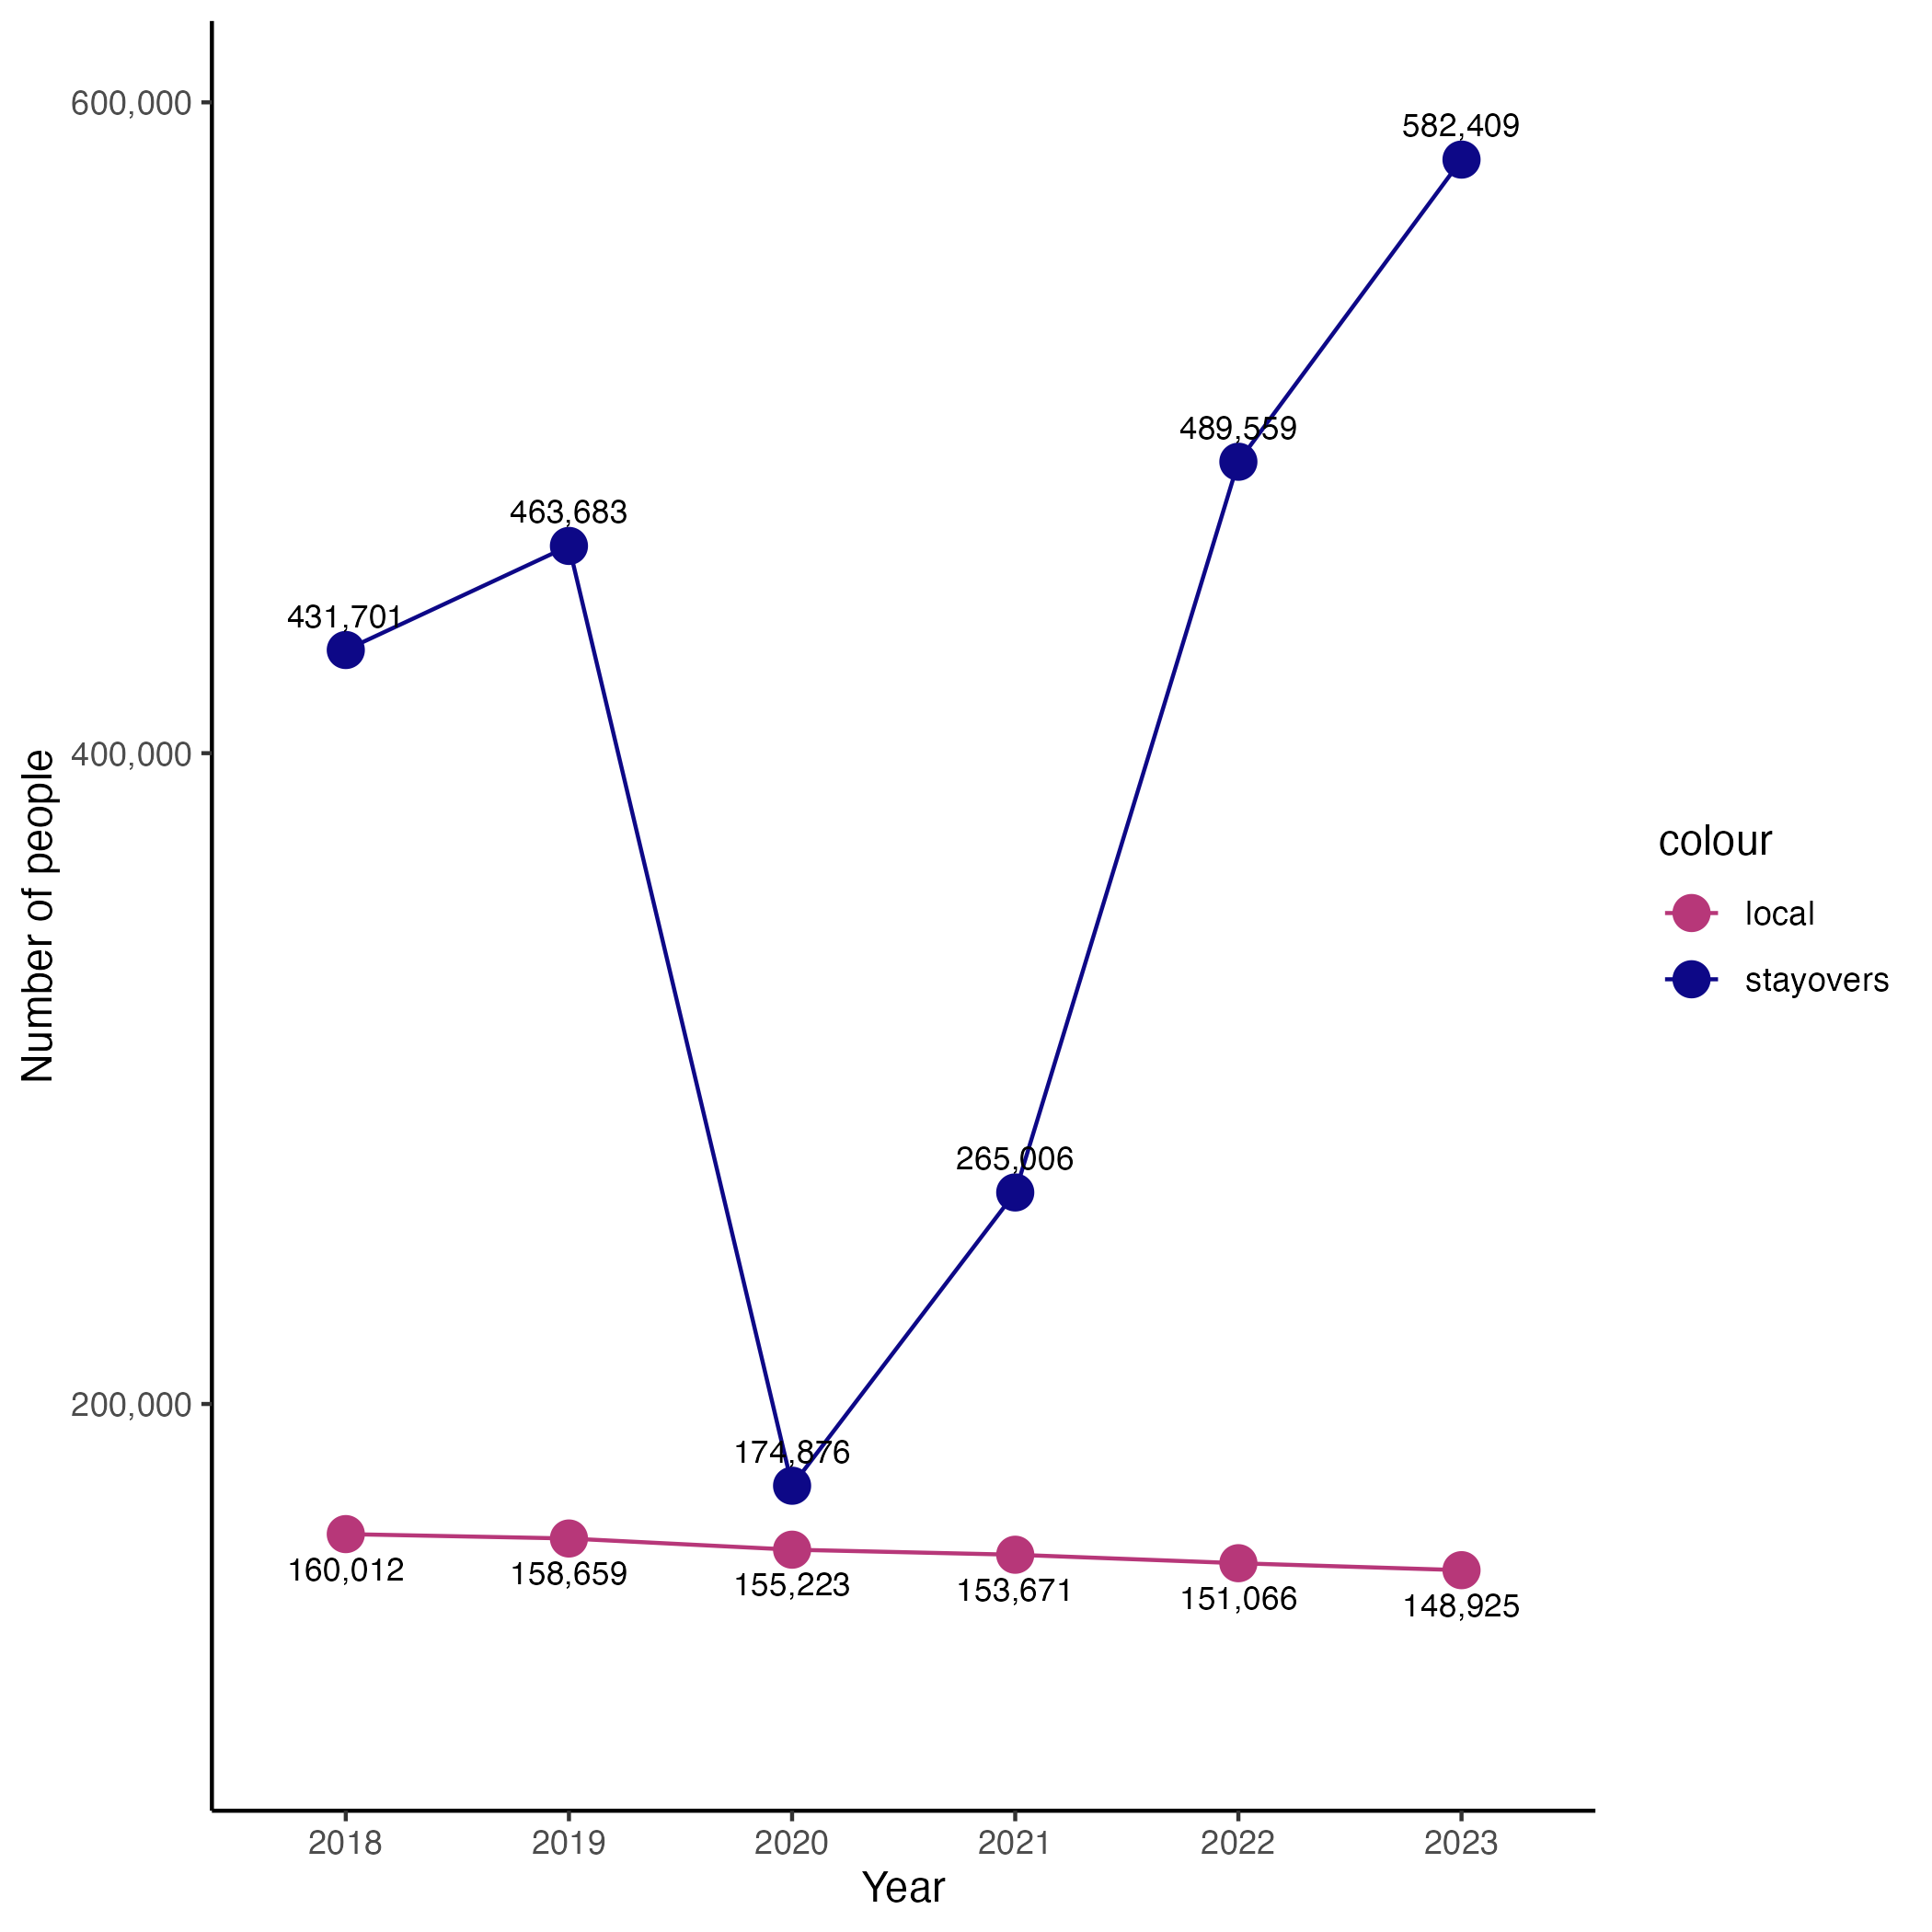 600,000
400,000
200,000
Number of people
582,409
489,559
463,683
431,701
265,006
174,876
160,012
158,659
155,223
153,671
151,066
148,925
2018 2019 2020 2021 2022 2023
Year
colour
local
stayovers